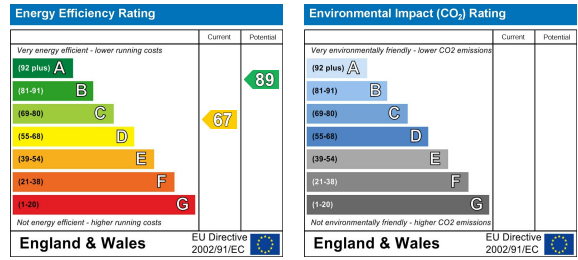 Energy Efficiency Rating
Current Potential
Very energy efficient - lower running costs
(92 plus) A
(81-91) B
(69-80) C
(55-68) D
(39-54) E
(21-38) F
(1-20) G
67
89
Not energy efficient - higher running costs
England & Wales
EU Directive
2002/91/EC
Environmental Impact (CO₂) Rating
Current Potential
Very environmentally friendly - lower CO2 emissions
(92 plus) A
(81-91) B
(69-80) C
(55-68) D
(39-54) E
(21-38) F
(1-20) G
Not environmentally friendly - higher CO2 emissions
England & Wales
EU Directive
2002/91/EC